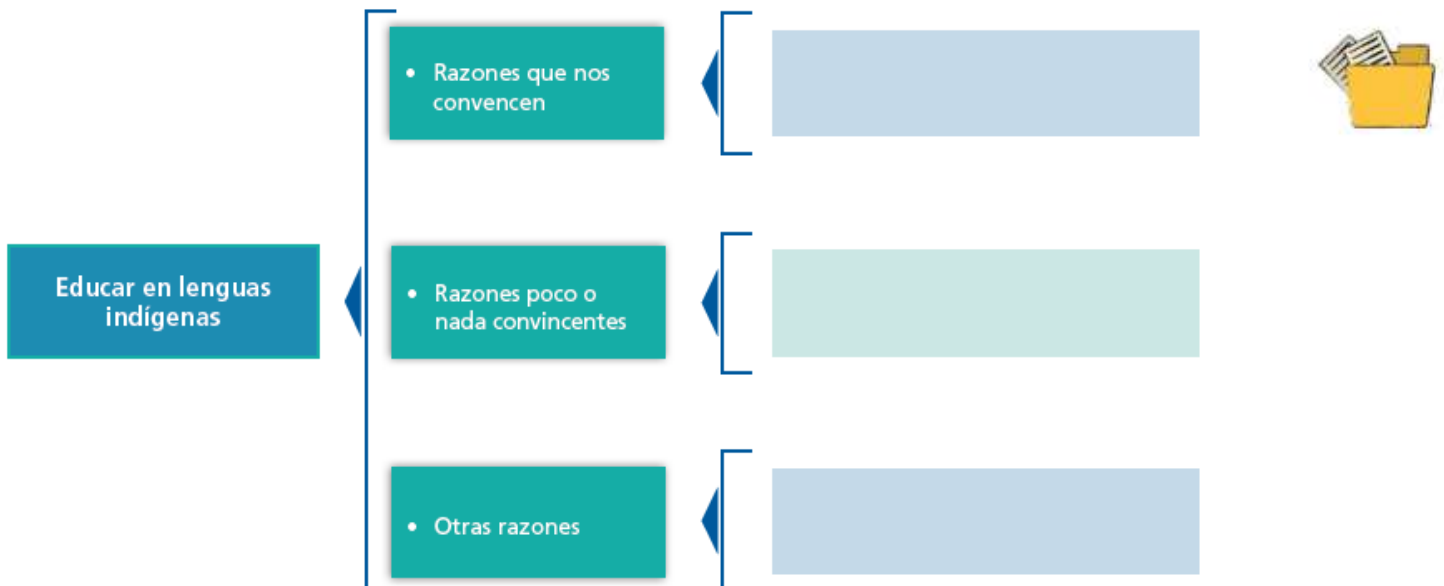 • Razones que nos
convencen
Educar en lenguas
indígenas
• Razones poco o
nada convincentes
• Otras razones